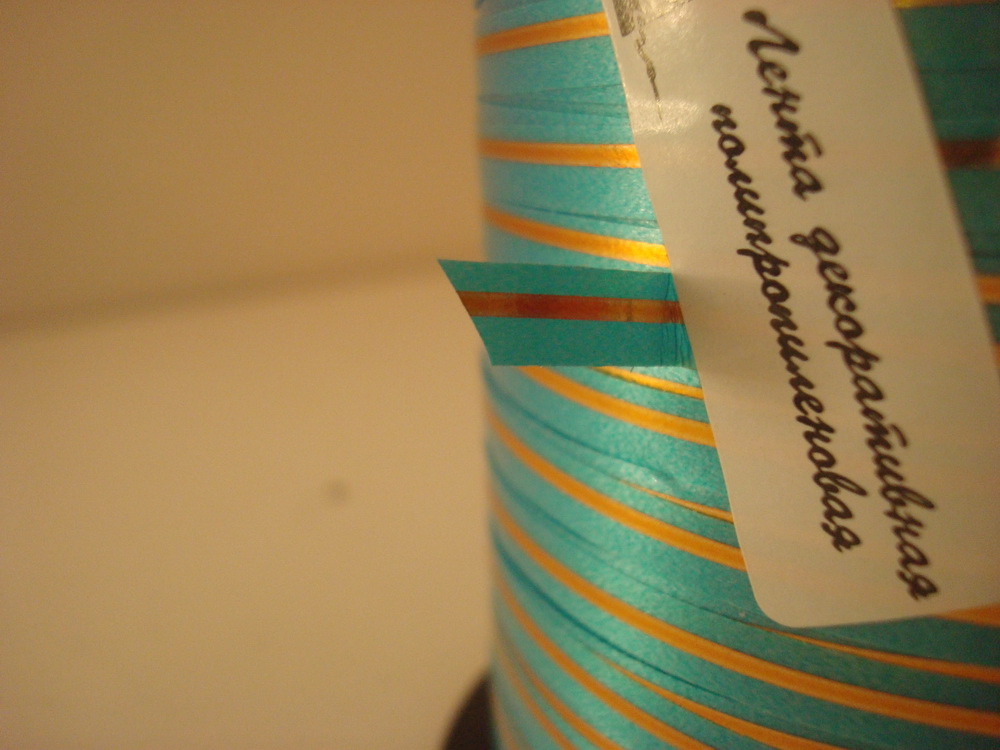 Лента декоративная
полипропиленовая